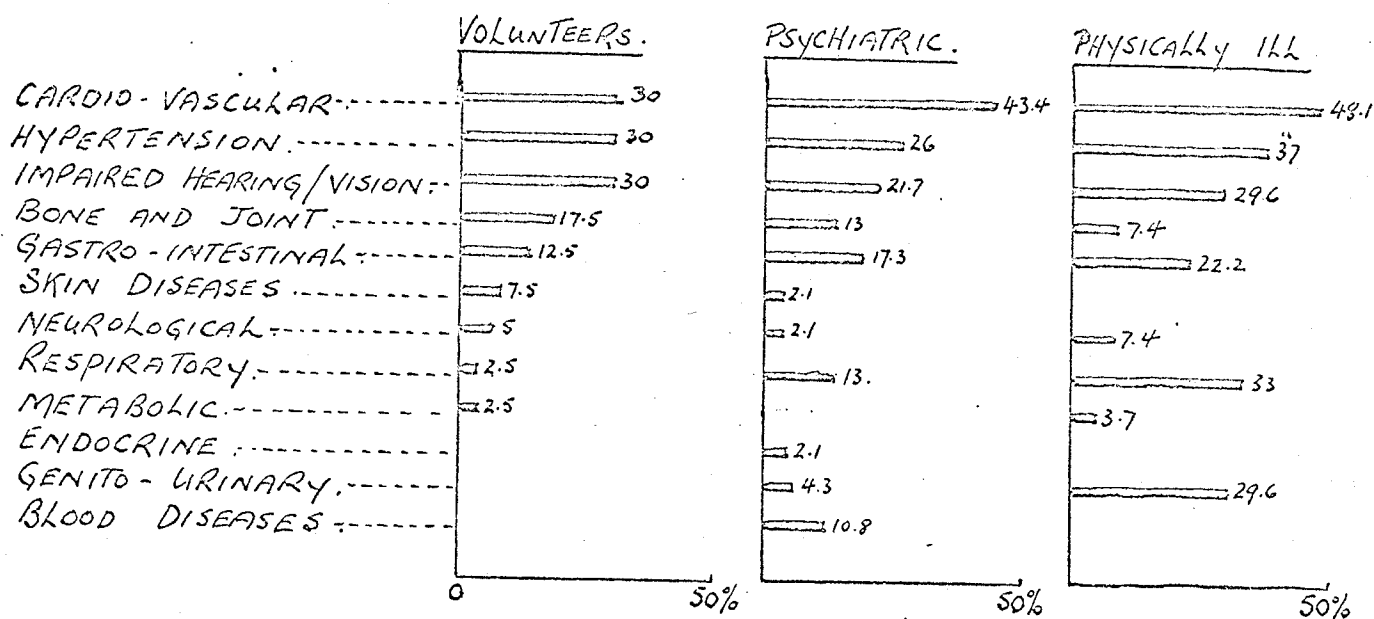 VOLUNTEERS. PSYCHIATRIC. PHYSICALLY ILL
CARDIO-VASCULAR 30 43.4 48.1
HYPERTENSION. 30 26 37
IMPAIRED HEARING/VISION 30 21.7 29.6
BONE AND JOINT 17.5 13 7.4
GASTRO-INTESTINAL 12.5 17.3 22.2
SKIN DISEASES 7.5 2.1
NEUROLOGICAL 5 2.1 7.4
RESPIRATORY. 2.5 13. 33
METABOLIC. 2.5 3.7
ENDOCRINE 2.1
GENITO-URINARY. 4.3 29.6
BLOOD DISEASES 10.8
0 50% 50% 50%